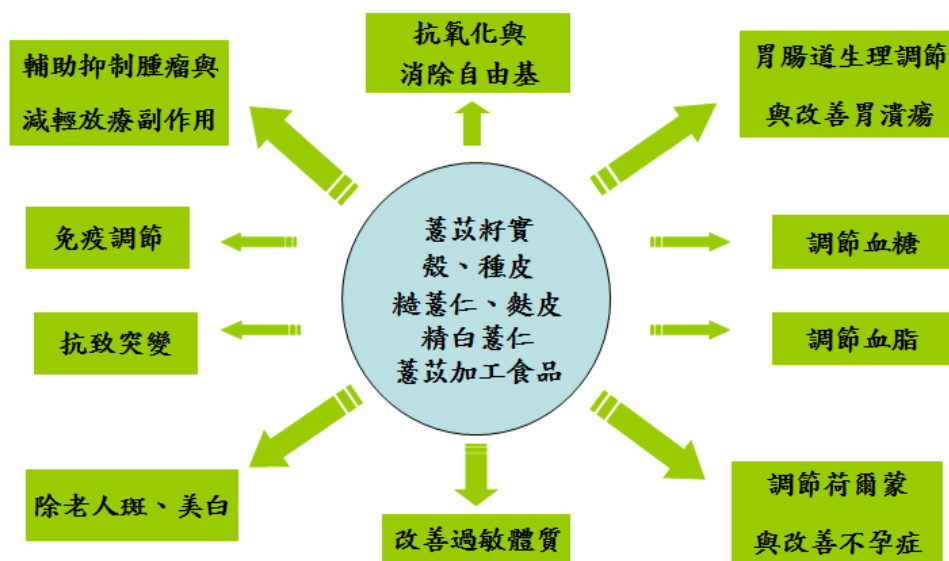 抗氧化與
消除自由基
輔助抑制腫瘤與
減輕放療副作用
胃腸道生理調節
與改善胃潰瘍
免疫調節
薏苡籽實
殼、種皮
糙薏仁、麩皮
精白薏仁
薏苡加工食品
調節血糖
抗致突變
調節血脂
除老人斑、美白
改善過敏體質
調節荷爾蒙
與改善不孕症